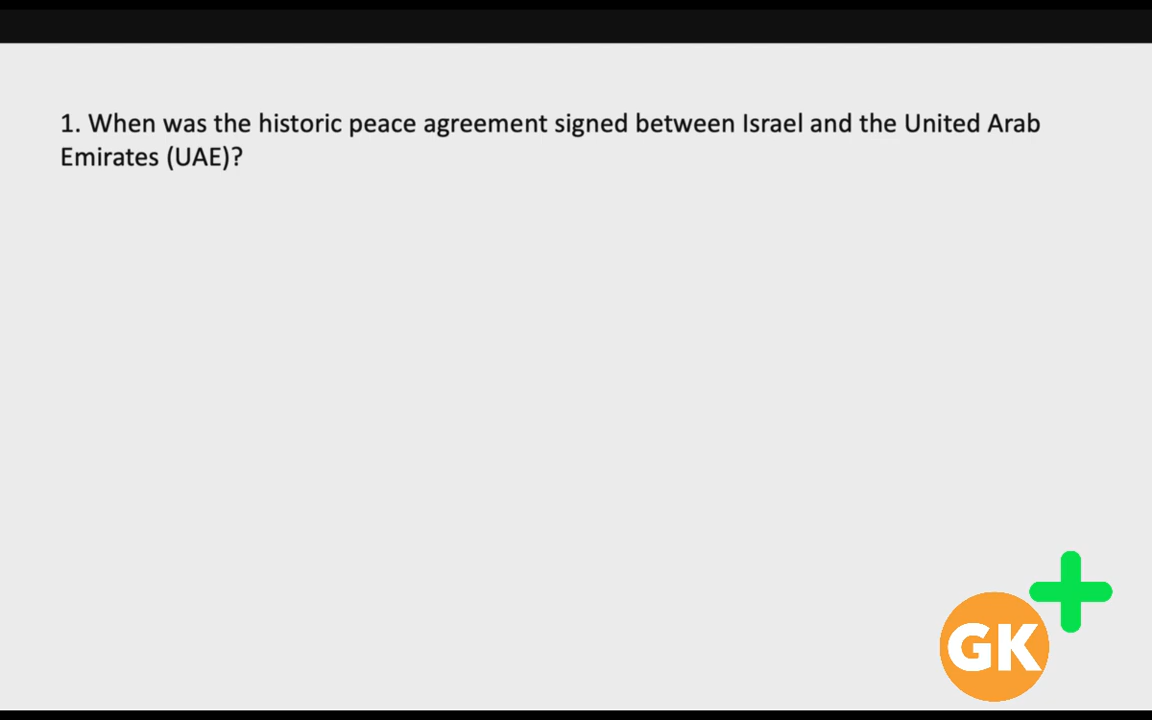 1. When was the historic peace agreement signed between Israel and the United Arab
Emirates (UAE)?
GK